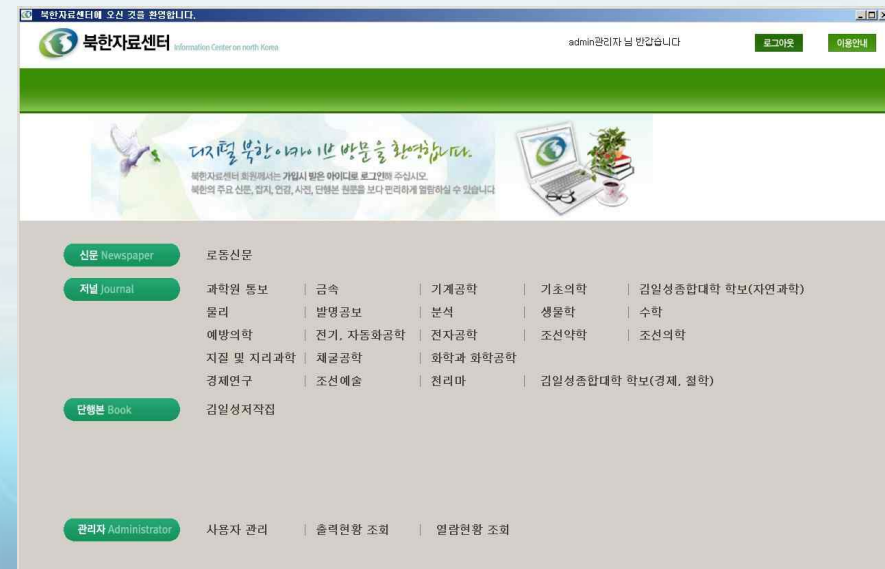 북한자료센터에 오신 것을 환영합니다.
북한자료센터 Information Center on north Korea
admin관리자 님 반갑습니다
로그아웃
이용안내
디지털 북한 아카이브 방문을 환영합니다.
북한자료센터 회원께서는 가입시 받은 아이디로 로그인해 주십시오.
북한의 주요 신문, 잡지, 연감, 사전, 단행본 원문을 보다 편리하게 열람하실 수 있습니다
신문 Newspaper 로동신문
저널 Journal 과학원 통보 | 금속 | 기계공학 | 기초의학 | 김일성종합대학 학보(자연과학)
물리 | 발명공보 | 분석 | 생물학 | 수학
예방의학 | 전기, 자동화공학 | 전자공학 | 조선약학 | 조선의학
지질 및 지리과학 | 채굴공학 | 화학과 화학공학
경제연구 | 조선예술 | 천리마 | 김일성종합대학 학보(경제, 철학)
단행본 Book 김일성저작집
관리자 Administrator 사용자 관리 | 출력현황 조회 | 열람현황 조회